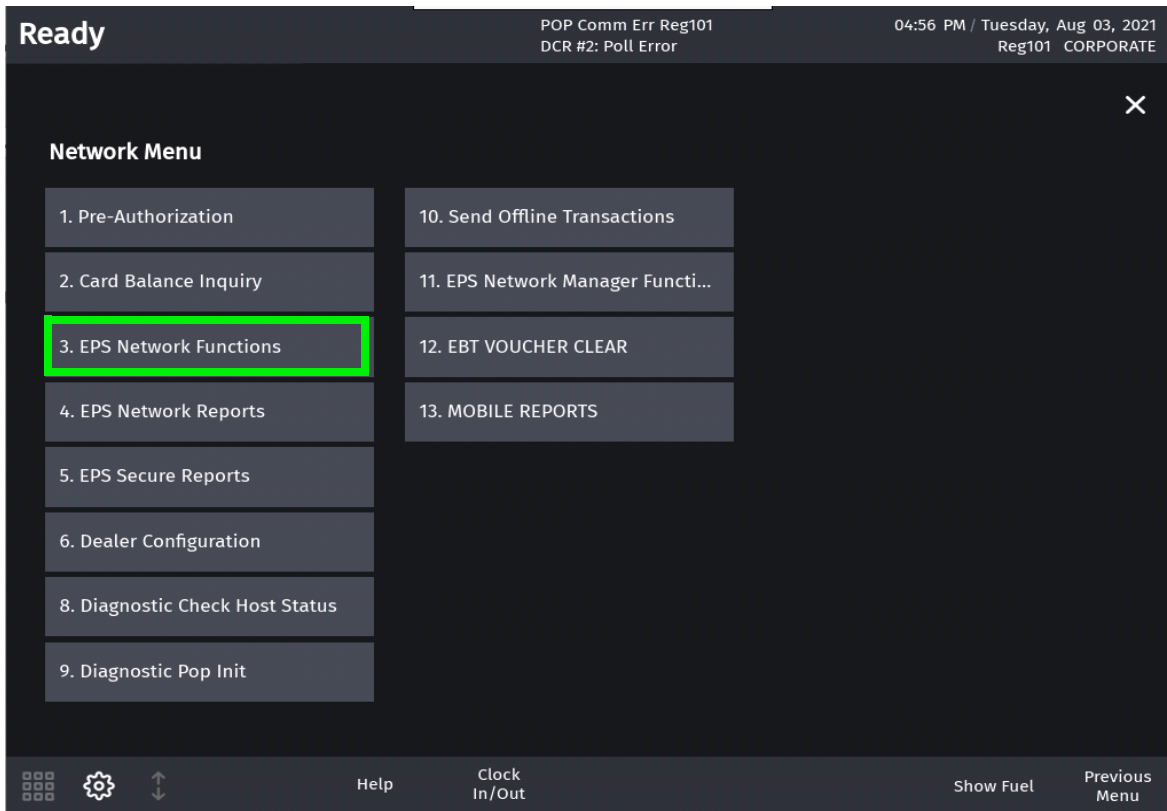 Ready
POP Comm Err Reg101
DCR #2: Poll Error
04:56 PM / Tuesday, Aug 03, 2021
Reg101 CORPORATE
Network Menu
1. Pre-Authorization
2. Card Balance Inquiry
3. EPS Network Functions
4. EPS Network Reports
5. EPS Secure Reports
6. Dealer Configuration
8. Diagnostic Check Host Status
9. Diagnostic Pop Init
10. Send Offline Transactions
11. EPS Network Manager Functi...
12. EBT VOUCHER CLEAR
13. MOBILE REPORTS
Help
Clock
In/Out
Show Fuel
Previous
Menu